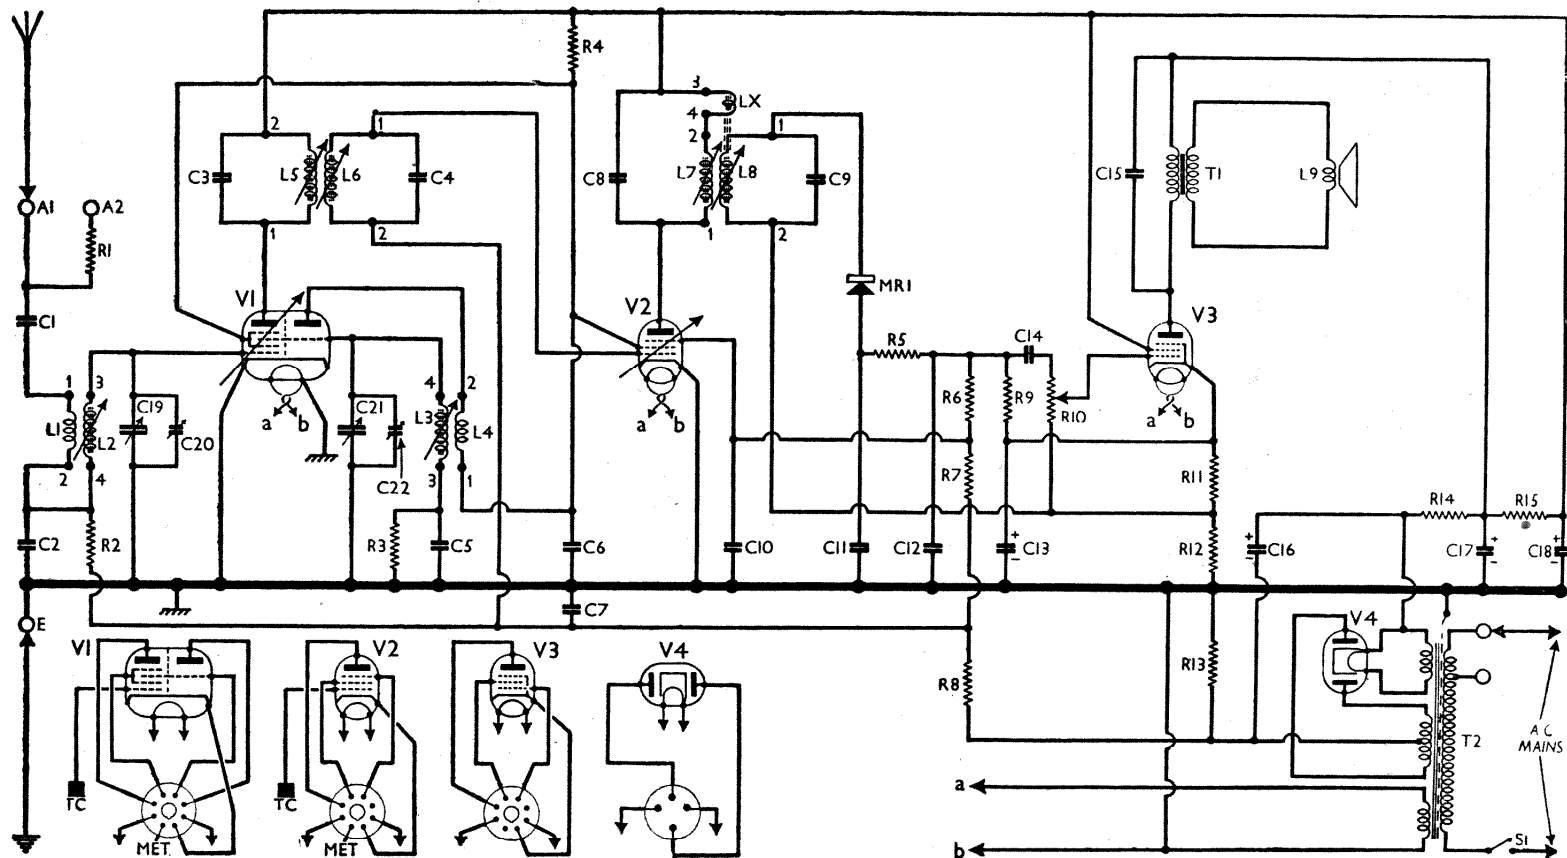 R4
3
LX
4
2
1
2
1
C3
L5
L6
C4
C8
L7
L8
C9
C15
T1
L9
A1
A2
R1
1
2
1
2
V1
MR1
V2
V3
C1
R5
C14
1
3
4
2
C19
a
b
C21
L3
L4
a
b
R6
R9
R10
a
b
L1
L2
C20
C22
2
4
3
1
R7
R11
R14
R15
C2
R2
R3
C5
C6
C10
C11
C12
+
-
C13
R12
+
-
C16
C17
+
-
C18
+
-
E
C7
V1
V2
V3
V4
V4
R8
R13
T2
AC
MAINS
TC
TC
a
MET
MET
b
S1